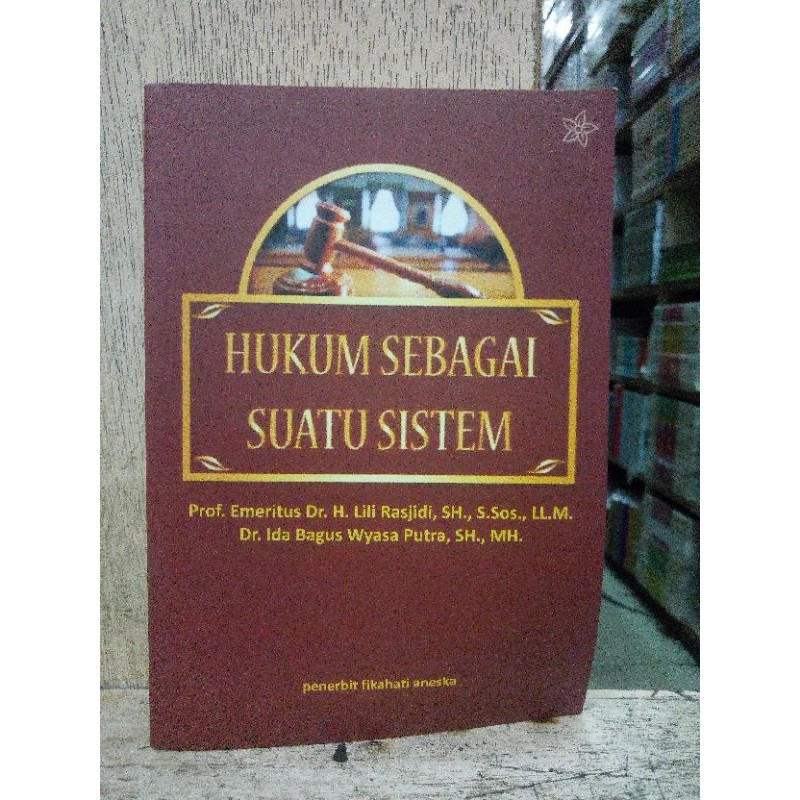 HUKUM SEBAGAI
SUATU SISTEM
Prof. Emeritus Dr. H. Lili Rasjidi, SH., S.Sos., LL.M.
Dr. Ida Bagus Wyasa Putra, SH., MH.
penerbit fikahati aneska